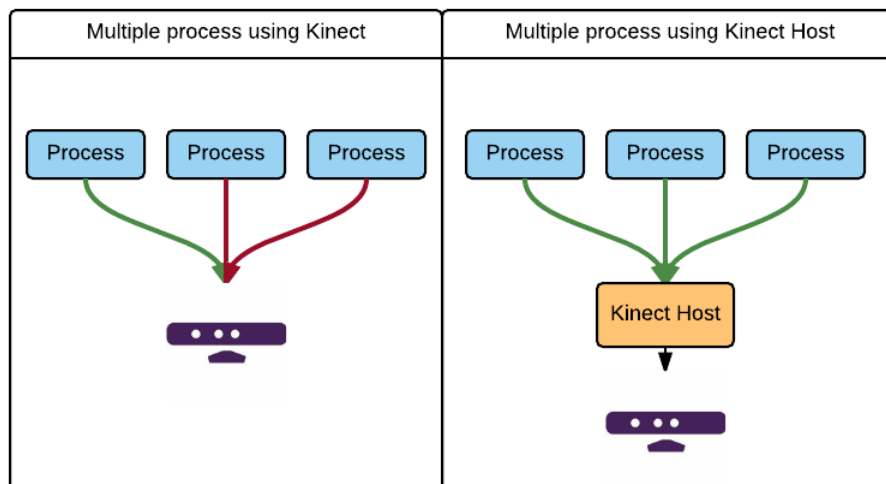 Multiple process using Kinect
Multiple process using Kinect Host
Process
Process
Process
Process
Process
Process
Kinect Host